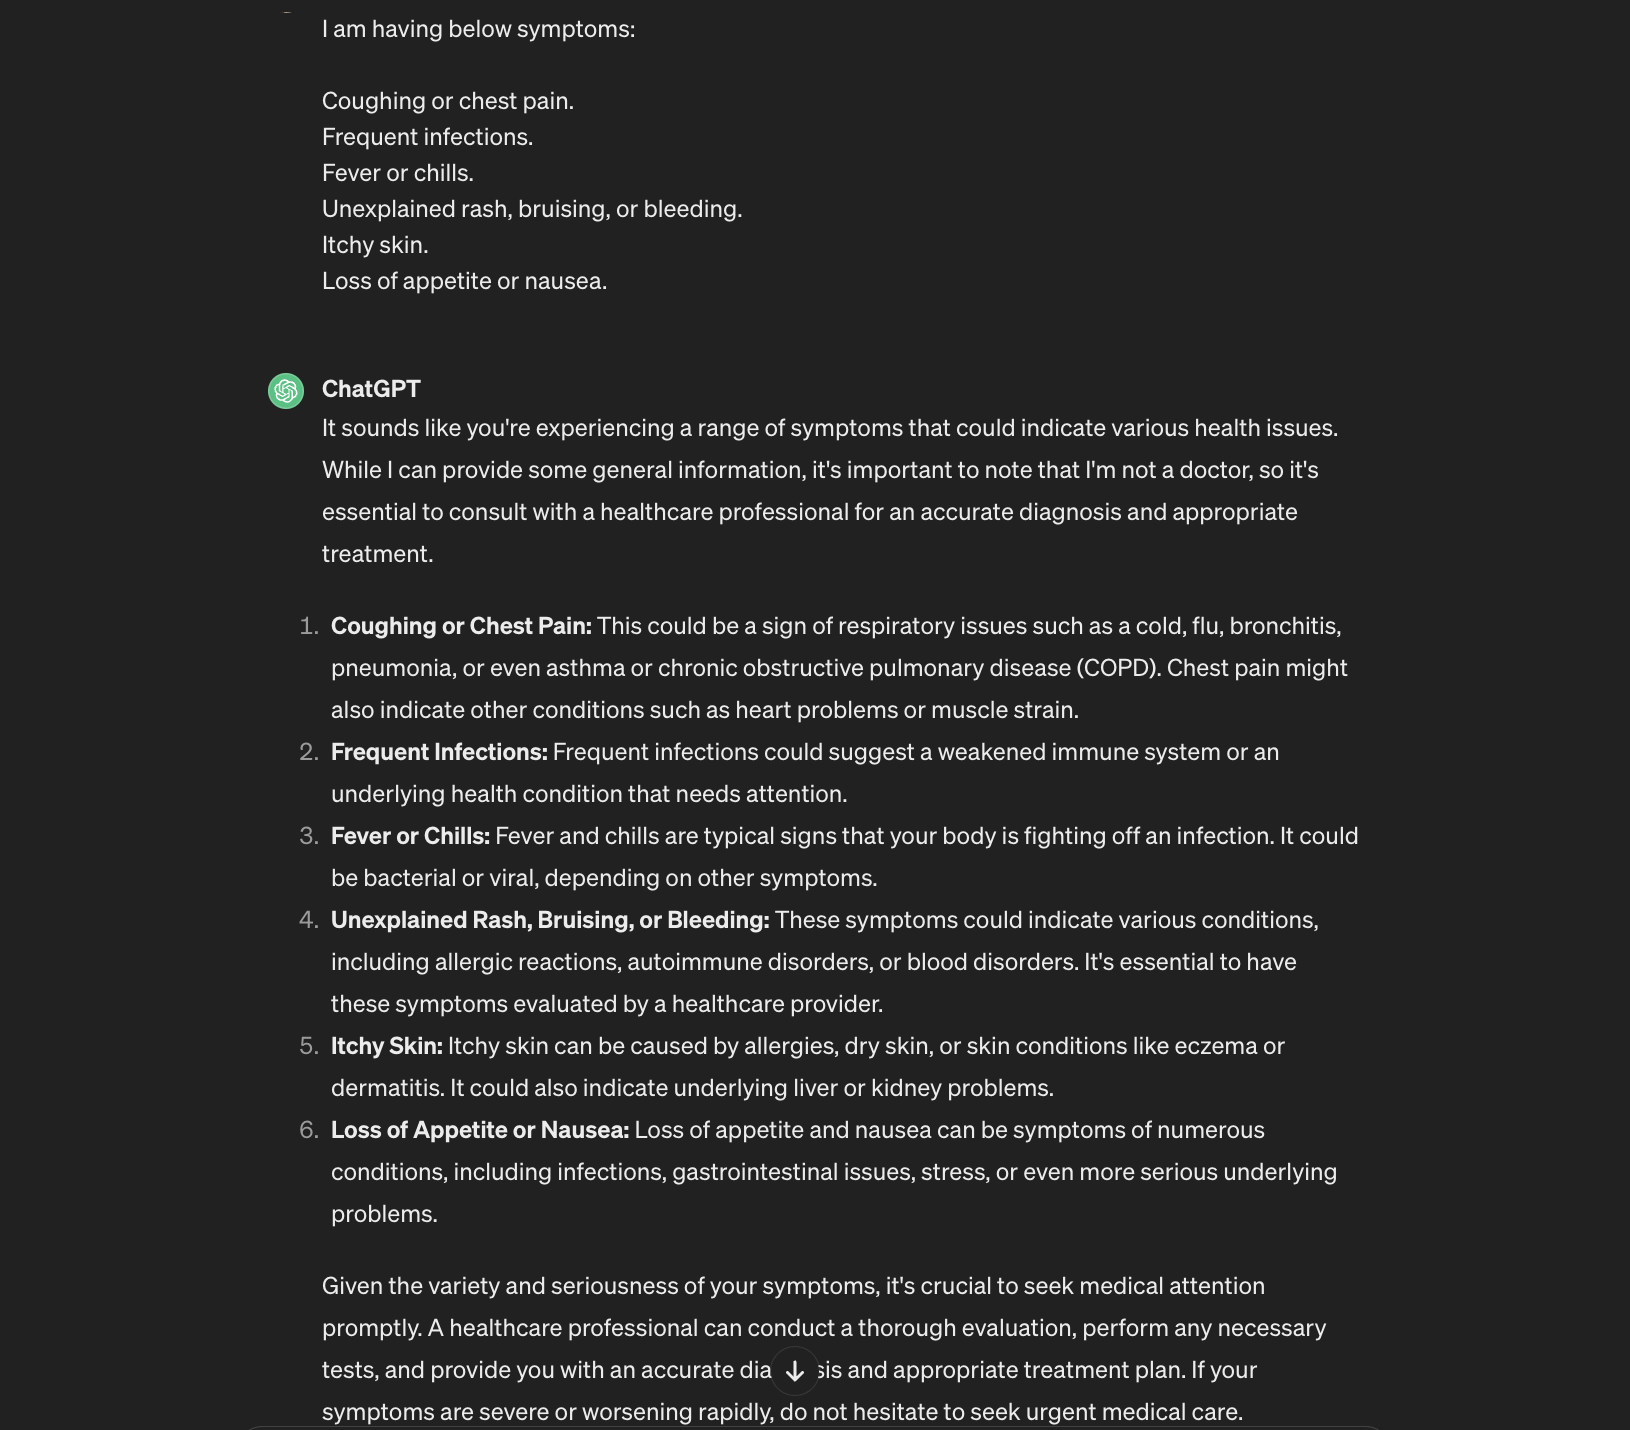 I am having below symptoms:
Coughing or chest pain.
Frequent infections.
Fever or chills.
Unexplained rash, bruising, or bleeding.
Itchy skin.
Loss of appetite or nausea.
ChatGPT
It sounds like you're experiencing a range of symptoms that could indicate various health issues.
While I can provide some general information, it's important to note that I'm not a doctor, so it's
essential to consult with a healthcare professional for an accurate diagnosis and appropriate
treatment.
1. Coughing or Chest Pain: This could be a sign of respiratory issues such as a cold, flu, bronchitis,
pneumonia, or even asthma or chronic obstructive pulmonary disease (COPD). Chest pain might
also indicate other conditions such as heart problems or muscle strain.
2. Frequent Infections: Frequent infections could suggest a weakened immune system or an
underlying health condition that needs attention.
3. Fever or Chills: Fever and chills are typical signs that your body is fighting off an infection. It could
be bacterial or viral, depending on other symptoms.
4. Unexplained Rash, Bruising, or Bleeding: These symptoms could indicate various conditions,
including allergic reactions, autoimmune disorders, or blood disorders. It's essential to have
these symptoms evaluated by a healthcare provider.
5. Itchy Skin: Itchy skin can be caused by allergies, dry skin, or skin conditions like eczema or
dermatitis. It could also indicate underlying liver or kidney problems.
6. Loss of Appetite or Nausea: Loss of appetite and nausea can be symptoms of numerous
conditions, including infections, gastrointestinal issues, stress, or even more serious underlying
problems.
Given the variety and seriousness of your symptoms, it's crucial to seek medical attention
promptly. A healthcare professional can conduct a thorough evaluation, perform any necessary
tests, and provide you with an accurate and appropriate treatment plan. If your
symptoms are severe or worsening rapidly, do not hesitate to seek urgent medical care.